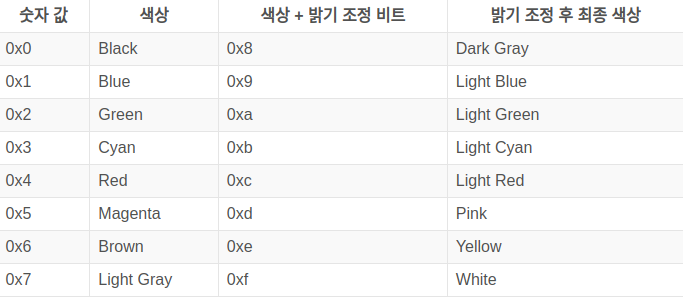 숫자 값 색상 색상 + 밝기 조정 비트 밝기 조정 후 최종 색상
0x0 Black 0x8 Dark Gray
0x1 Blue 0x9 Light Blue
0x2 Green 0xa Light Green
0x3 Cyan 0xb Light Cyan
0x4 Red 0xc Light Red
0x5 Magenta 0xd Pink
0x6 Brown 0xe Yellow
0x7 Light Gray 0xf White